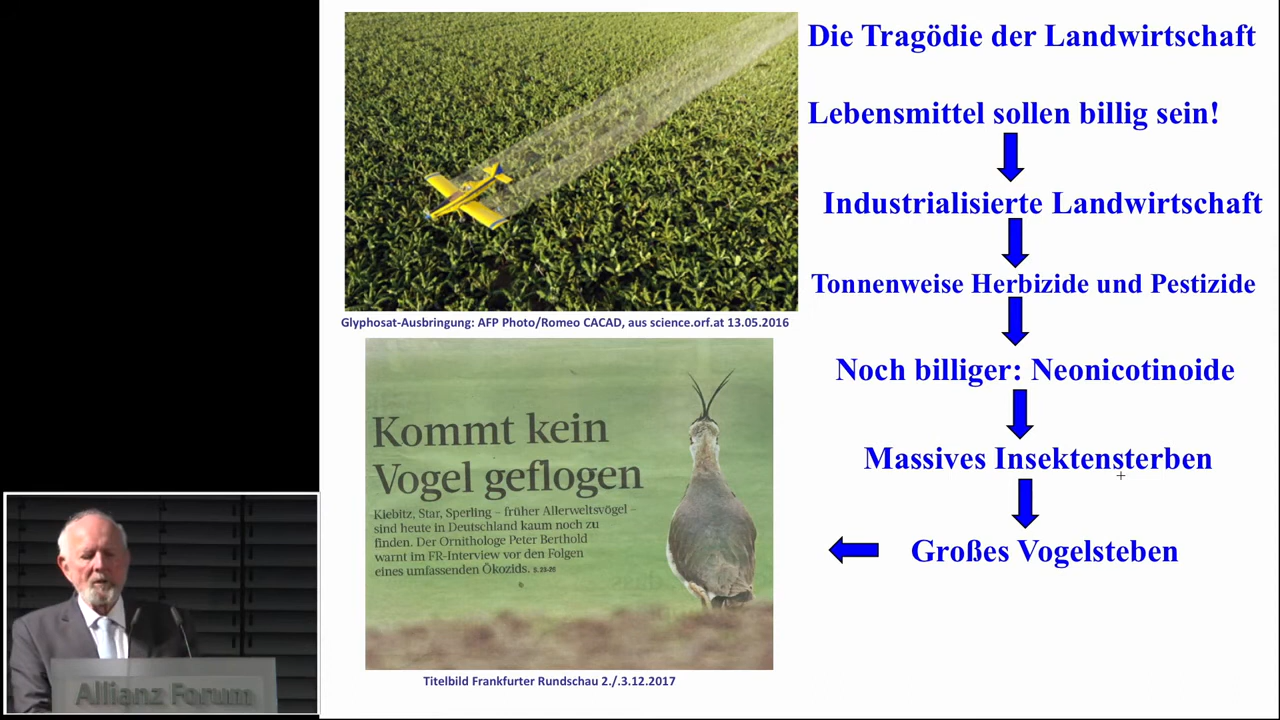 Die Tragödie der Landwirtschaft
Lebensmittel sollen billig sein!
Industrialisierte Landwirtschaft
Tonnenweise Herbizide und Pestizide
Noch billiger: Neonicotinoide
Massives Insektensterben
Großes Vogelsteben
Glyphosat-Ausbringung: AFP Photo/Romeo CACAD, aus science.orf.at 13.05.2016
Kommt kein
Vogel geflogen
Kiebitz, Star, Sperling – früher Allerweltsvögel –
sind heute in Deutschland kaum noch zu
finden. Der Ornithologe Peter Berthold
warnt im FR-Interview vor den Folgen
eines umfassenden Ökozids. S. 23-26
Titelbild Frankfurter Rundschau 2./.3.12.2017
Allianz Forum